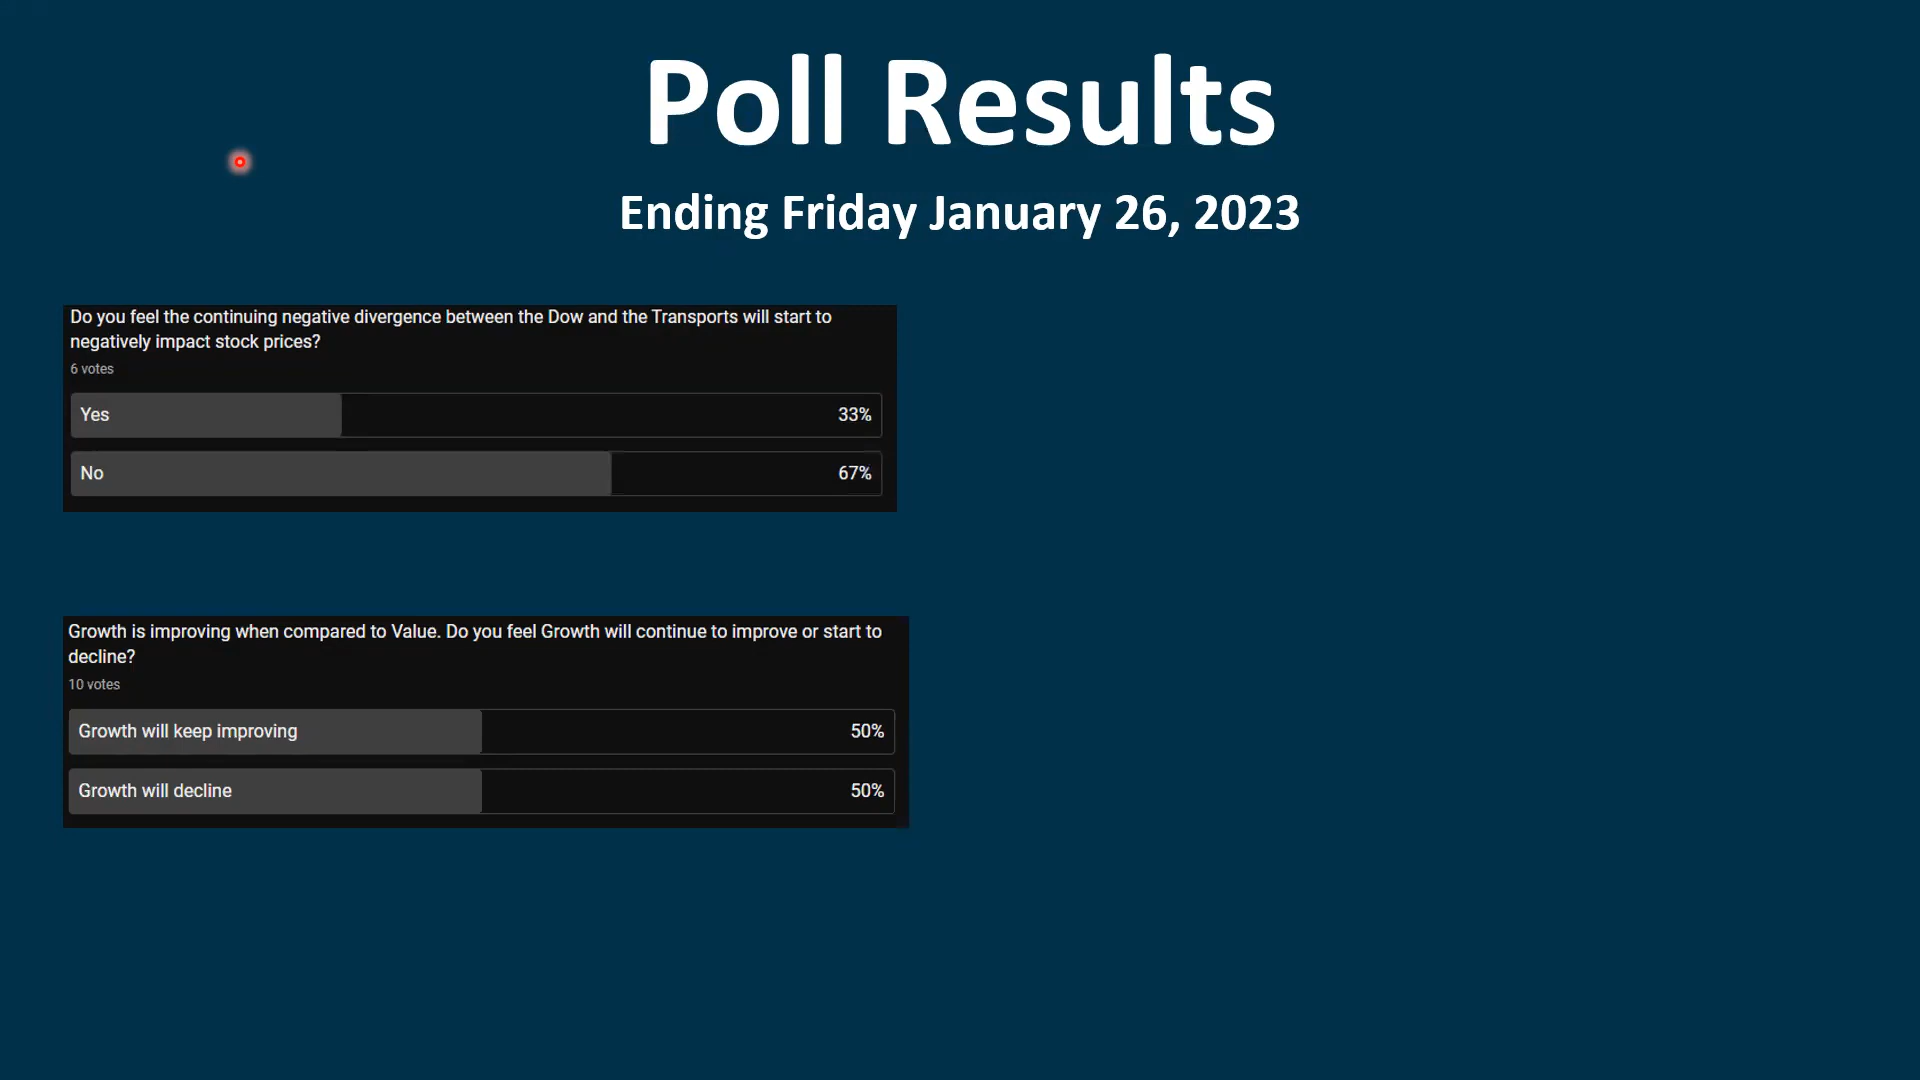 Poll Results
Ending Friday January 26, 2023
Do you feel the continuing negative divergence between the Dow and the Transports will start to
negatively impact stock prices?
6 votes
Yes 33%
No 67%
Growth is improving when compared to Value. Do you feel Growth will continue to improve or start to
decline?
10 votes
Growth will keep improving 50%
Growth will decline 50%